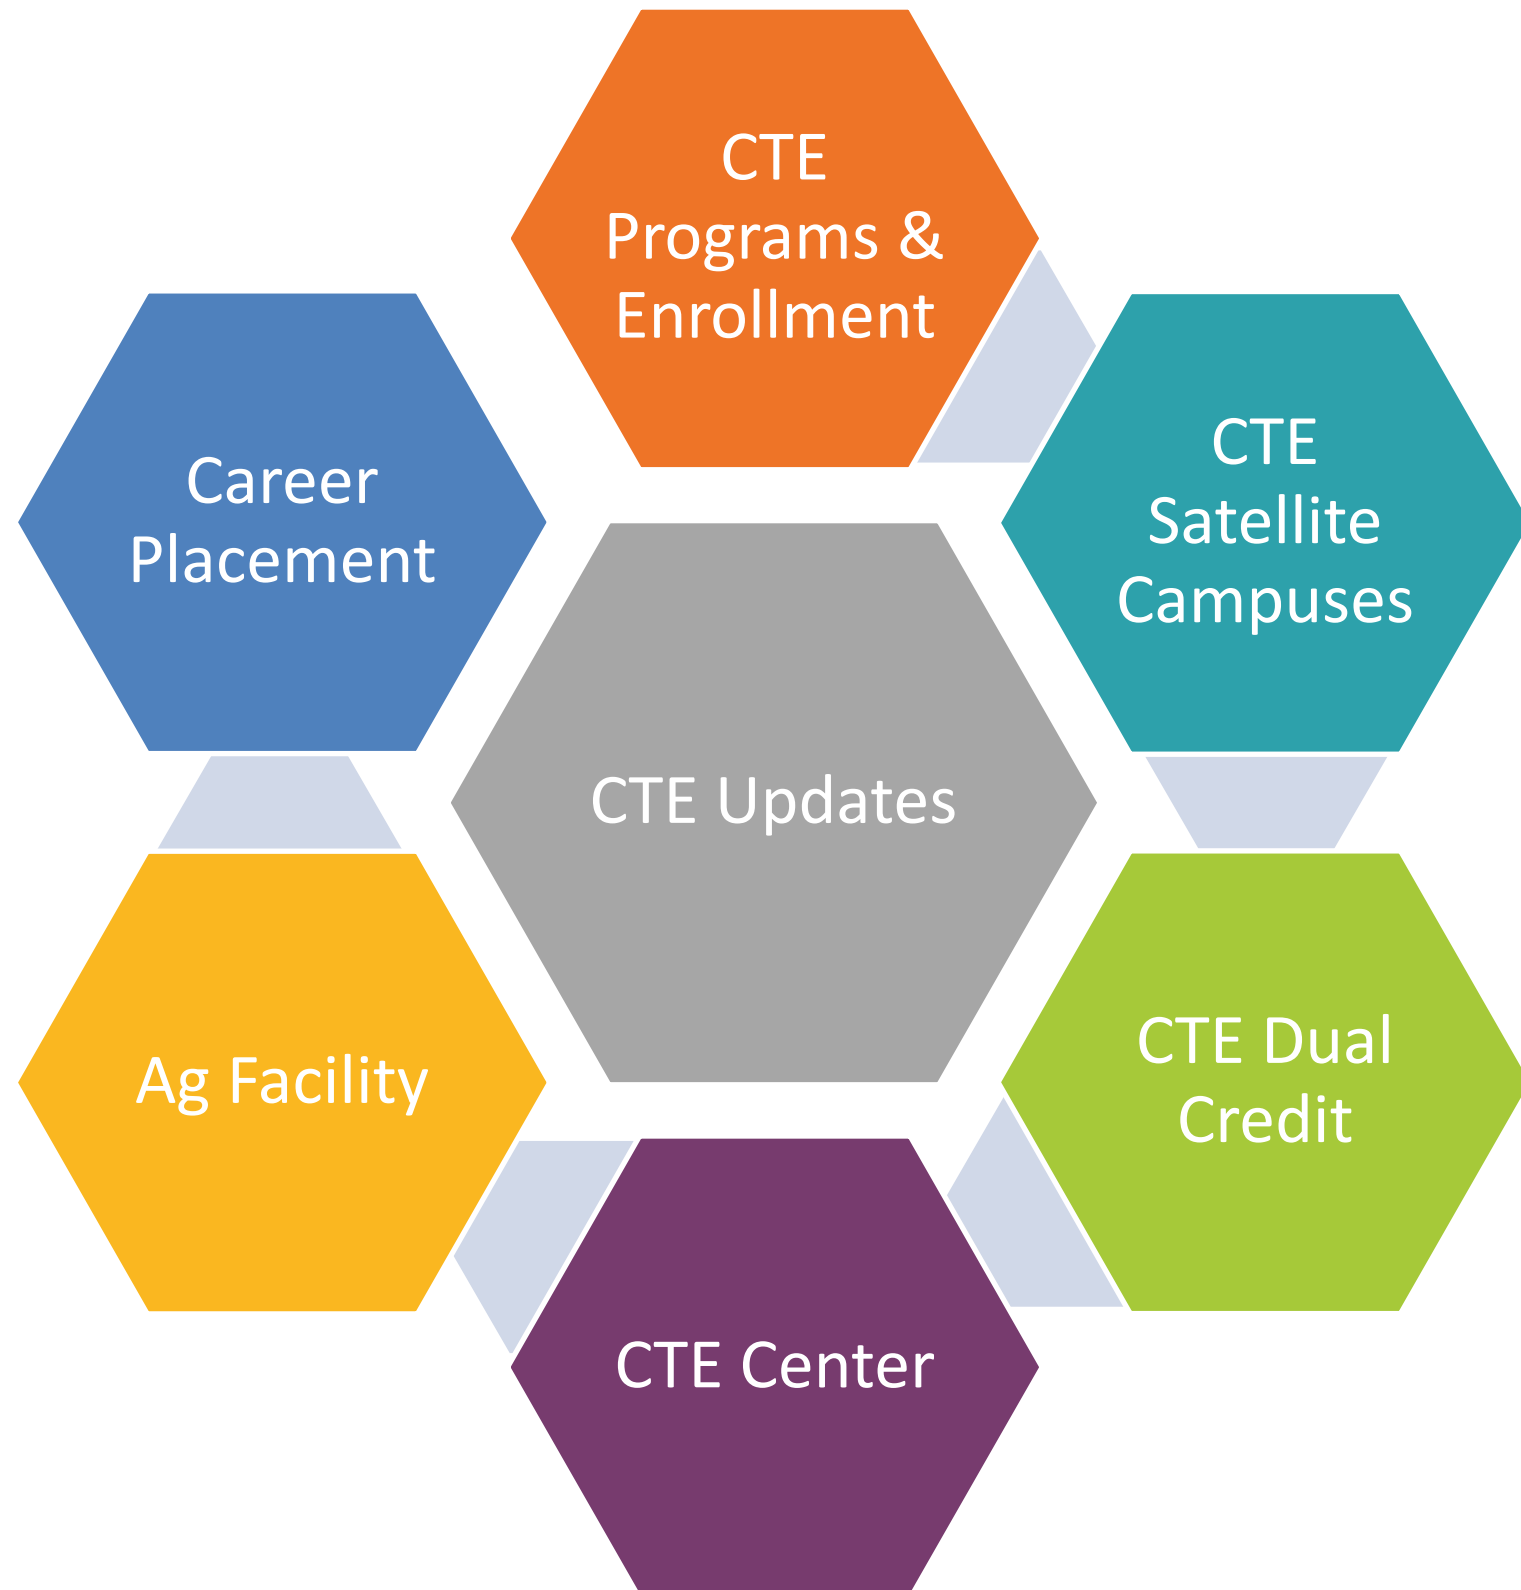 CTE
Programs &
Enrollment
CTE
Satellite
Campuses
Career
Placement
CTE Updates
CTE Dual
Credit
Ag Facility
CTE Center